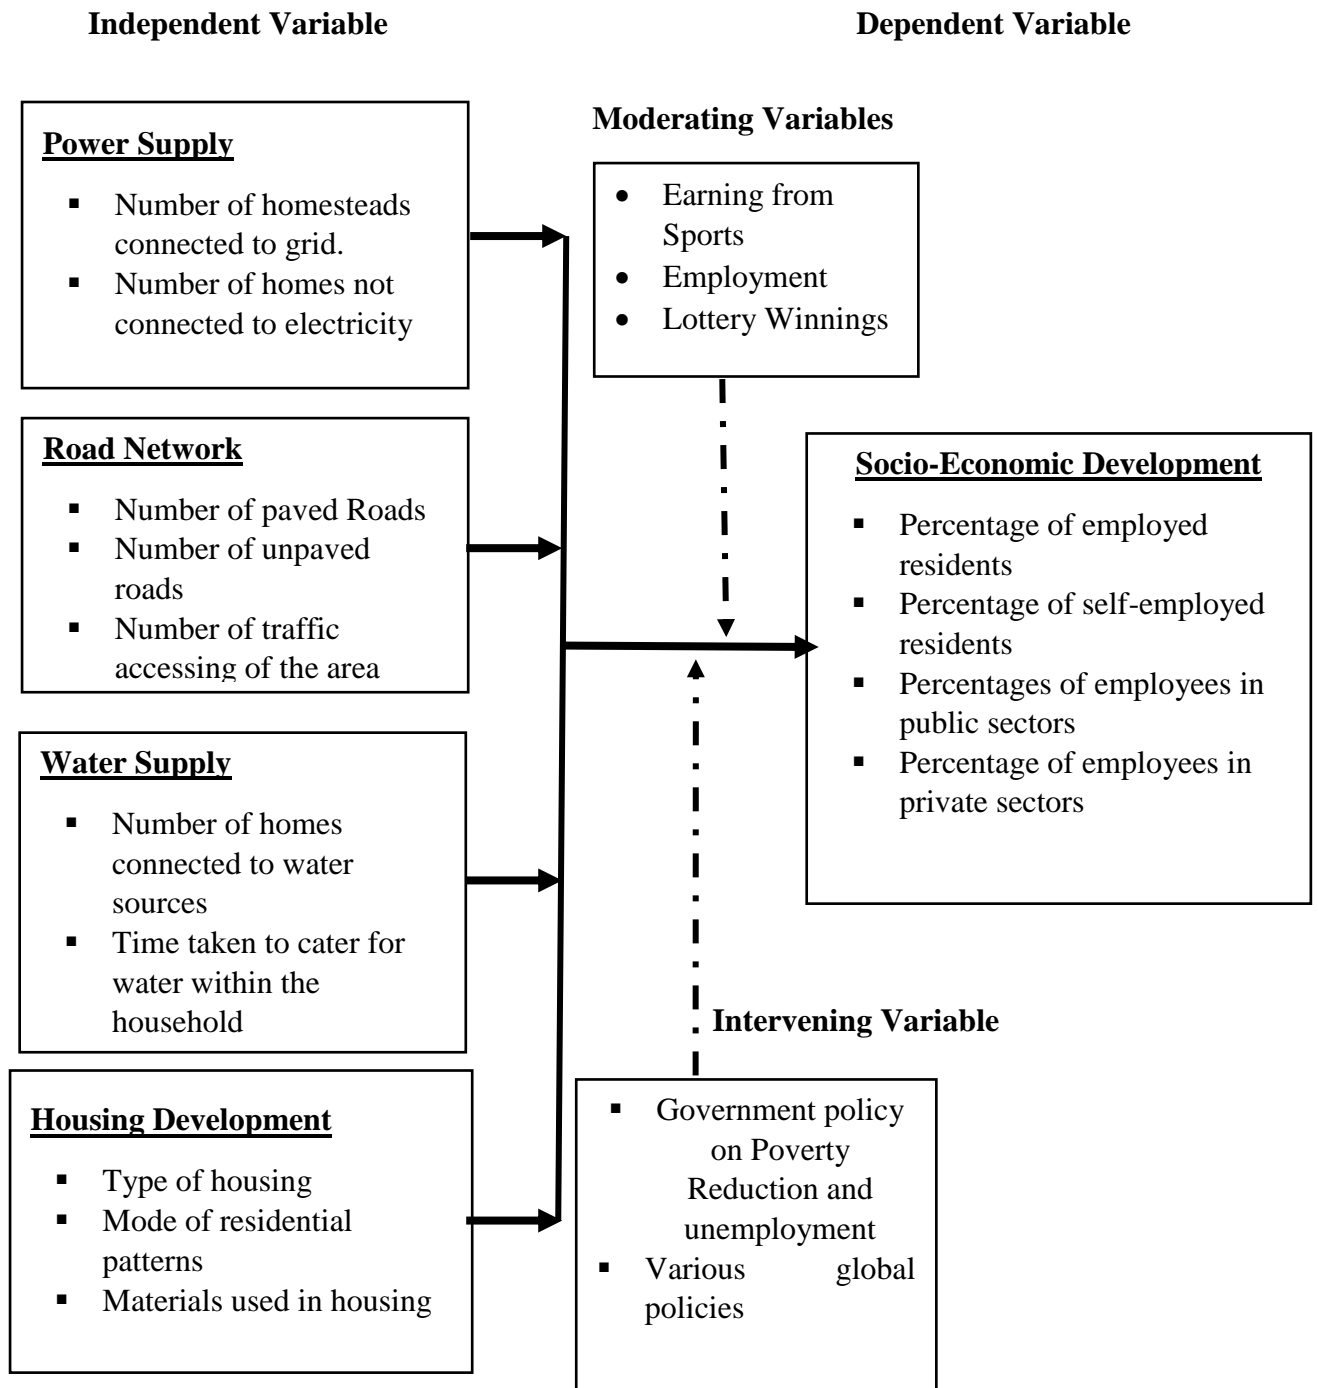 Independent Variable
Dependent Variable
Power Supply
▪ Number of homesteads
connected to grid.
▪ Number of homes not
connected to electricity
Moderating Variables
• Earning from
Sports
• Employment
• Lottery Winnings
Road Network
▪ Number of paved Roads
▪ Number of unpaved
roads
▪ Number of traffic
accessing of the area
Socio-Economic Development
▪ Percentage of employed
residents
▪ Percentage of self-employed
residents
▪ Percentages of employees in
public sectors
▪ Percentage of employees in
private sectors
Water Supply
▪ Number of homes
connected to water
sources
▪ Time taken to cater for
water within the
household
Intervening Variable
▪ Government policy
on Poverty
Reduction and
unemployment
▪ Various global
policies
Housing Development
▪ Type of housing
▪ Mode of residential
patterns
▪ Materials used in housing